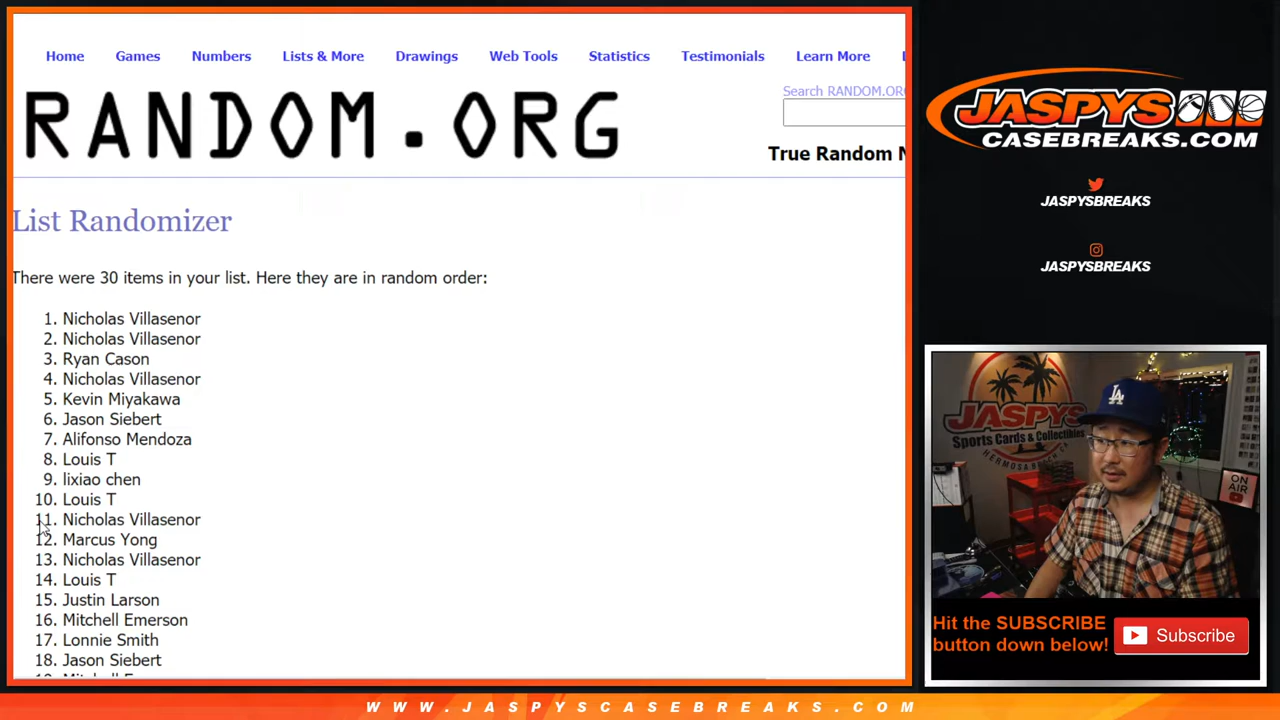 Home Games Numbers Lists & More Drawings Web Tools Statistics Testimonials Learn More
Search RANDOM.ORG
RANDOM.ORG
True Random N
List Randomizer
There were 30 items in your list. Here they are in random order:
1. Nicholas Villasenor
2. Nicholas Villasenor
3. Ryan Cason
4. Nicholas Villasenor
5. Kevin Miyakawa
6. Jason Siebert
7. Alifonso Mendoza
8. Louis T
9. lixiao chen
10. Louis T
11. Nicholas Villasenor
12. Marcus Yong
13. Nicholas Villasenor
14. Louis T
15. Justin Larson
16. Mitchell Emerson
17. Lonnie Smith
18. Jason Siebert
JASPYS
CASEBREAKS.COM
JASPYSBREAKS
JASPYSBREAKS
JASPYS
Sports Cards & Collectibles
HERMOSA BEACH CA
LA
ON AIR
Hit the SUBSCRIBE
button down below!
Subscribe
WWW.JASPYSCASEBREAKS.COM